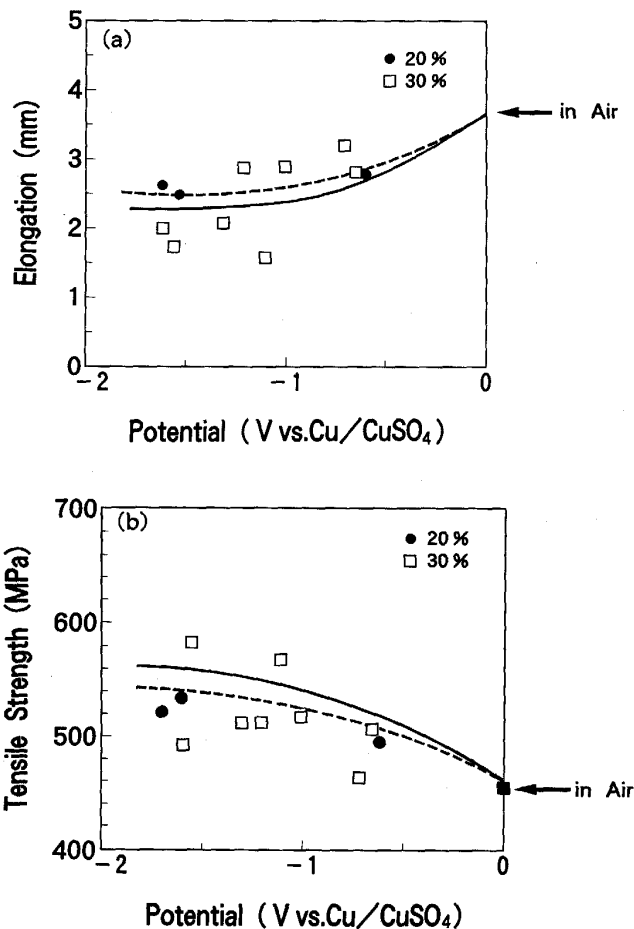 (a)
● 20 %
□ 30 %
5
4
3
2
1
0
Elongation (mm)
in Air
−2
−1
0
Potential ( V vs.Cu/CuSO₄)
(b)
● 20 %
□ 30 %
700
600
500
400
Tensile Strength (MPa)
in Air
−2
−1
0
Potential ( V vs.Cu/CuSO₄)